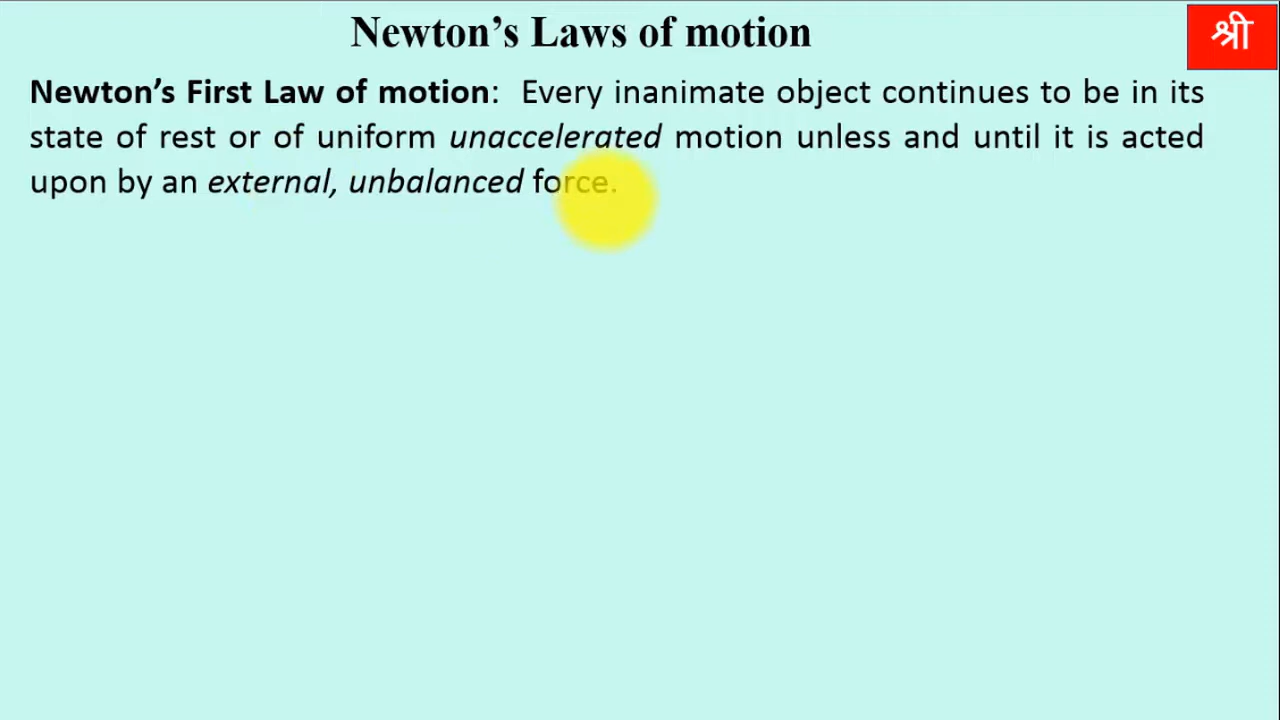 Newton’s Laws of motion
श्री
Newton’s First Law of motion: Every inanimate object continues to be in its
state of rest or of uniform unaccelerated motion unless and until it is acted
upon by an external, unbalanced force.